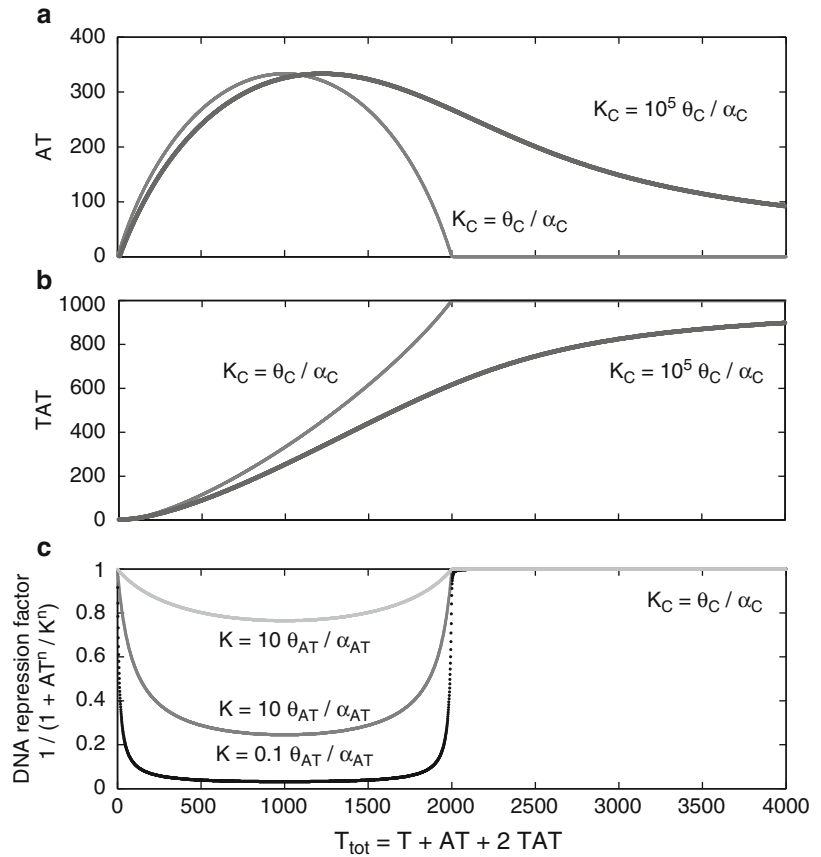 a
400
300
200
100
0
AT
K_C = 10^5 θ_C / α_C
K_C = θ_C / α_C
b
1000
800
600
400
200
0
TAT
K_C = θ_C / α_C
K_C = 10^5 θ_C / α_C
c
1
0.8
0.6
0.4
0.2
0
DNA repression factor
1 / (1 + AT^n / K^n)
K_C = θ_C / α_C
K = 10 θ_AT / α_AT
K = 10 θ_AT / α_AT
K = 0.1 θ_AT / α_AT
0 500 1000 1500 2000 2500 3000 3500 4000
T_tot = T + AT + 2 TAT